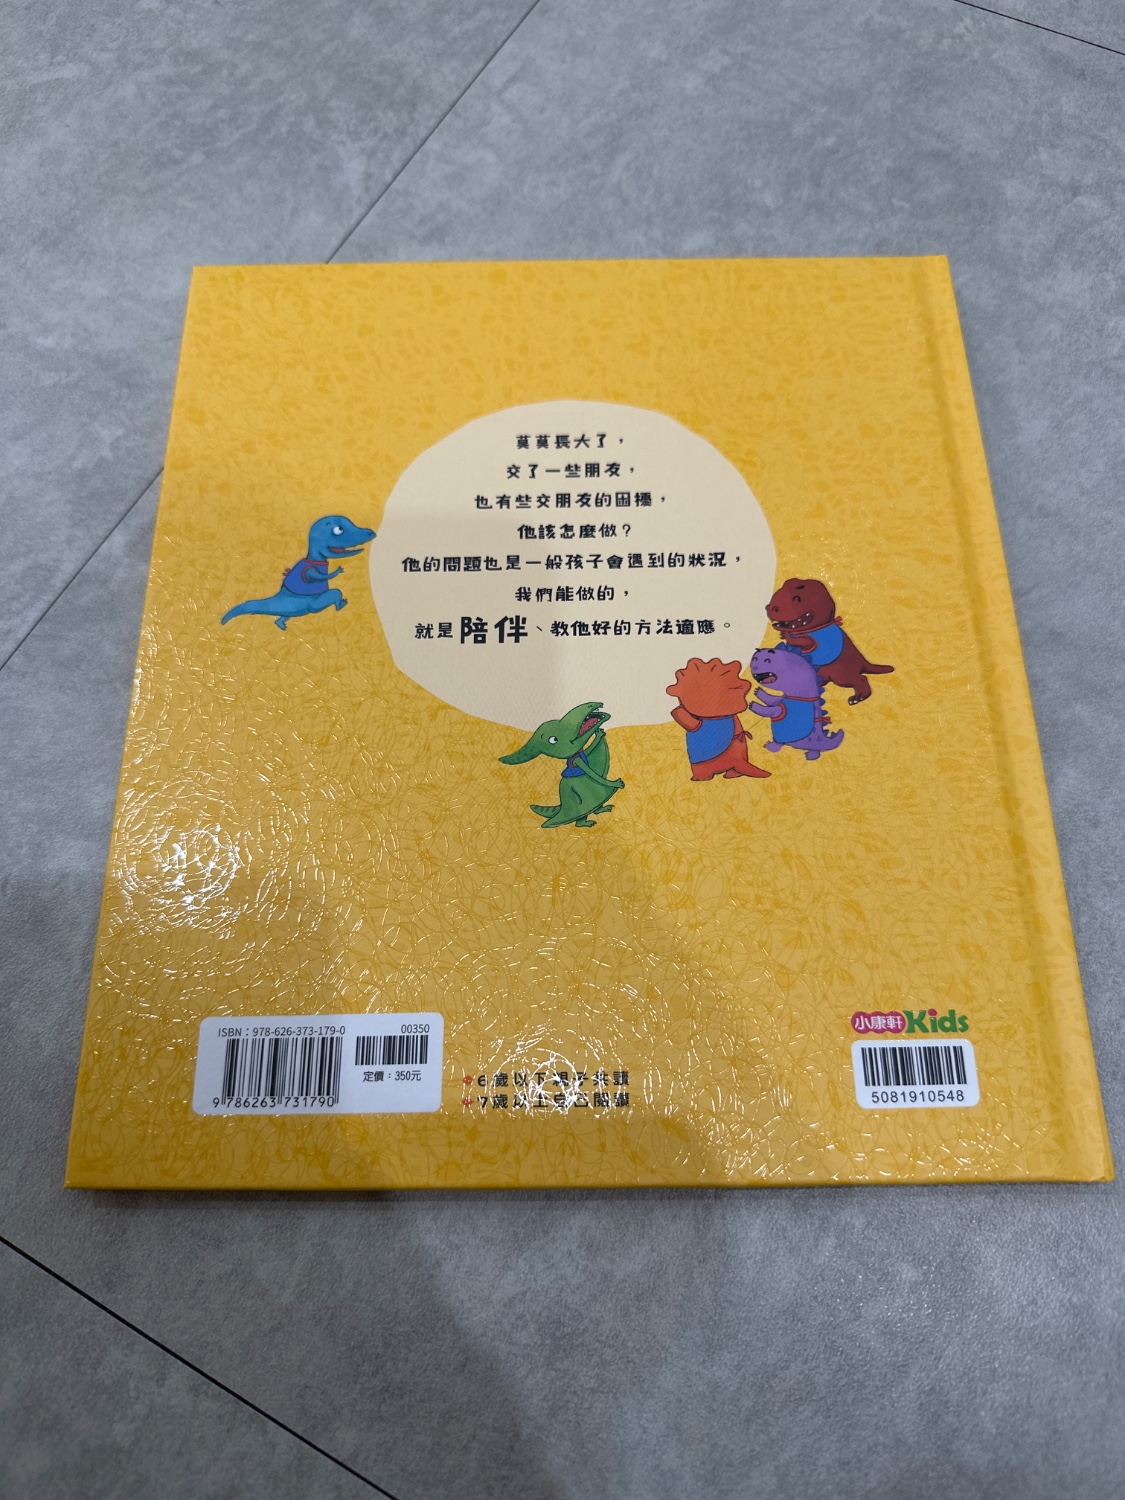 莫莫長大了，
交了一些朋友，
也有些交朋友的困擾，
他該怎麼做？
他的問題也是一般孩子會遇到的狀況，
我們能做的，
就是陪伴、教他好的方法適應。
ISBN：978-626-373-179-0
00350
定價：350元
9 786263 731790
6歲以下親子共讀
7歲以上自己閱讀
小康軒Kids
5081910548